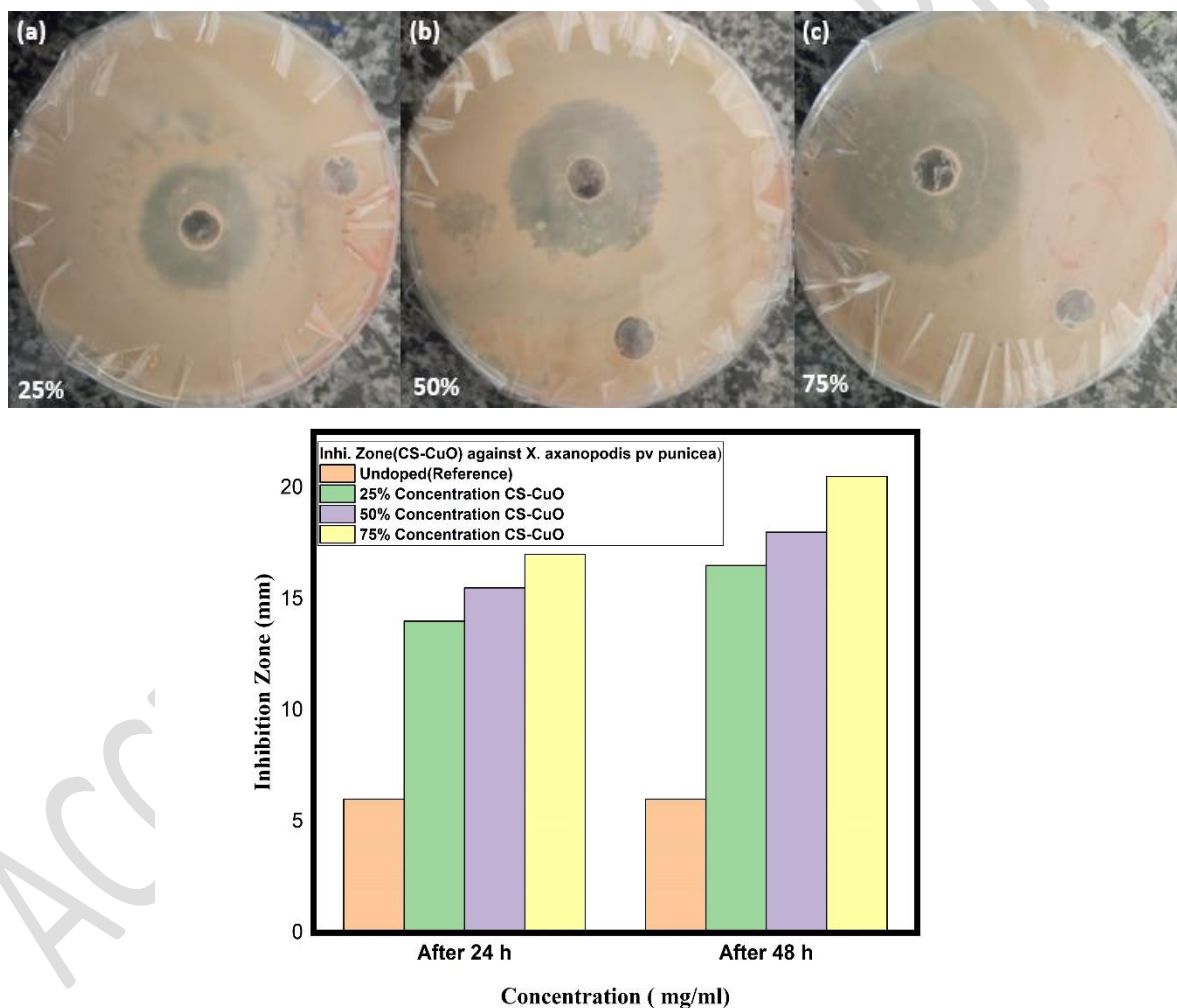 (a)
(b)
(c)
25%
50%
75%
Inhi. Zone(CS-CuO) against X. axanopodis pv punicea)
Undoped(Reference)
25% Concentration CS-CuO
50% Concentration CS-CuO
75% Concentration CS-CuO
Inhibition Zone (mm)
20
15
10
5
0
After 24 h
After 48 h
Concentration ( mg/ml)